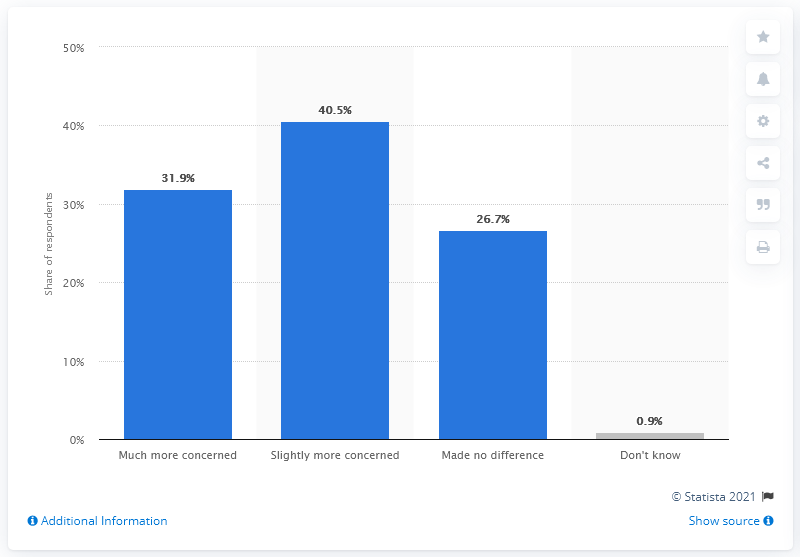 50%
40%
30%
20%
10%
0%
Share of respondents
31.9%
40.5%
26.7%
0.9%
Much more concerned
Slightly more concerned
Made no difference
Don't know
© Statista 2021
Additional Information
Show source